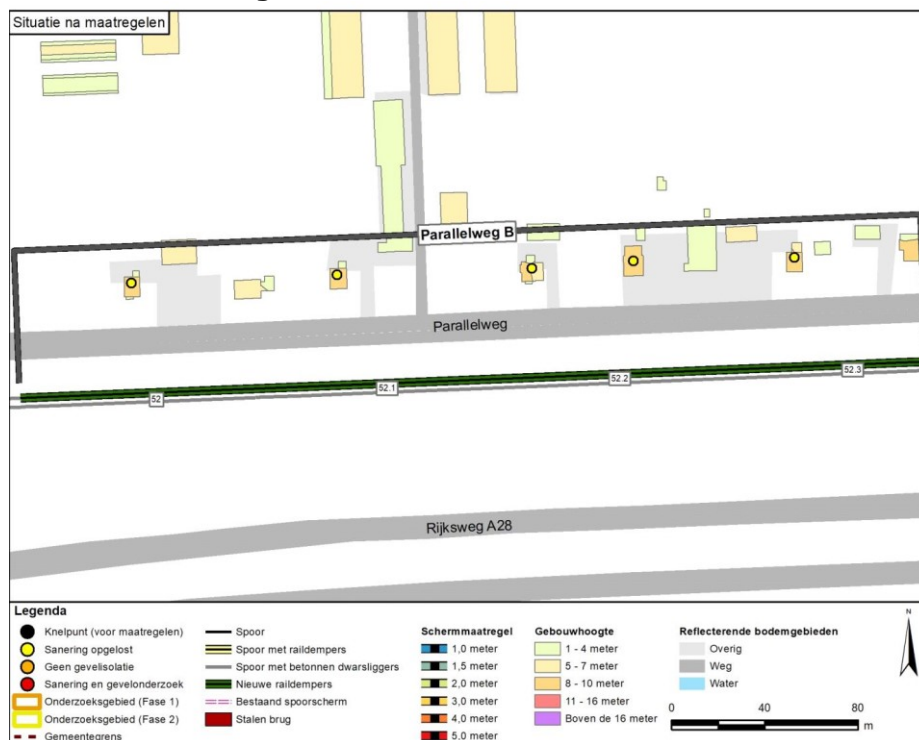 Situatie na maatregelen
Parallelweg B
Parallelweg
52
52.1
52.2
52.3
Rijksweg A28
Legenda
Knelpunt (voor maatregelen)
Sanering opgelost
Geen gevelisolatie
Sanering en gevelonderzoek
Onderzoeksgebied (Fase 1)
Onderzoeksgebied (Fase 2)
Gemeentegrens
Spoor
Spoor met raildempers
Spoor met betonnen dwarsliggers
Nieuwe raildempers
Bestaand spoorscherm
Stalen brug
Schermmaatregel
1,0 meter
1,5 meter
2,0 meter
3,0 meter
4,0 meter
5,0 meter
Gebouwhoogte
1 - 4 meter
5 - 7 meter
8 - 10 meter
11 - 16 meter
Boven de 16 meter
Reflecterende bodemgebieden
Overig
Weg
Water
N
0 40 80
m